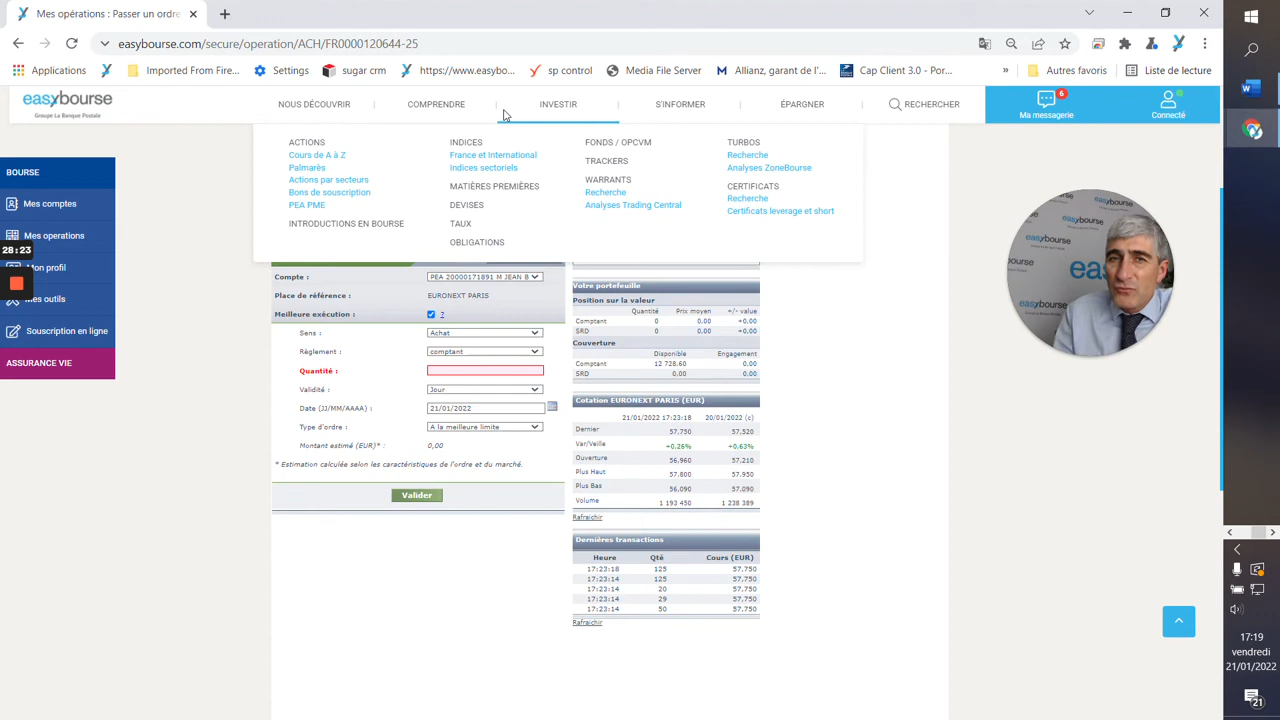 Mes opérations : Passer un ordre
easybourse.com/secure/operation/ACH/FR0000120644-25
Applications
Imported From Fire...
Settings
sugar crm
https://www.easybo...
sp control
Media File Server
Allianz, garant de l'...
Cap Client 3.0 - Por...
»
Autres favoris
Liste de lecture
easybourse
Groupe La Banque Postale
NOUS DÉCOUVRIR
COMPRENDRE
INVESTIR
S'INFORMER
ÉPARGNER
RECHERCHER
6
Ma messagerie
Connecté
ACTIONS
Cours de A à Z
Palmarès
Actions par secteurs
Bons de souscription
PEA PME
INTRODUCTIONS EN BOURSE
INDICES
France et International
Indices sectoriels
MATIÈRES PREMIÈRES
DEVISES
TAUX
OBLIGATIONS
FONDS / OPCVM
TRACKERS
WARRANTS
Recherche
Analyses Trading Central
TURBOS
Recherche
Analyses ZoneBourse
CERTIFICATS
Recherche
Certificats leverage et short
BOURSE
Mes comptes
Mes operations
28:23
Mon profil
Mes outils
Souscription en ligne
ASSURANCE VIE
Compte : PEA 20000171891 M JEAN B
Place de référence : EURONEXT PARIS
Meilleure exécution : ?
Sens : Achat
Règlement : comptant
Quantité :
Validité : Jour
Date (JJ/MM/AAAA) : 21/01/2022
Type d'ordre : A la meilleure limite
Montant estimé (EUR)* : 0,00
* Estimation calculée selon les caractéristiques de l'ordre et du marché.
Valider
Votre portefeuille
Position sur la valeur
Quantité Prix moyen +/- value
Comptant 0 0,00 +0,00
SRD 0 0,00 +0,00
Couverture
Disponible Engagement
Comptant 12 728,60 0,00
SRD 0,00 0,00
Cotation EURONEXT PARIS (EUR)
21/01/2022 17:23:18 20/01/2022 (c)
Dernier 57,750 57,520
Var/Veille +0,26% +0,63%
Ouverture 56,960 57,210
Plus Haut 57,800 57,950
Plus Bas 56,090 57,090
Volume 1 193 450 1 238 389
Rafraichir
Dernières transactions
Heure Qté Cours (EUR)
17:23:18 125 57,750
17:23:14 125 57,750
17:23:14 20 57,750
17:23:14 29 57,750
17:23:14 50 57,750
Rafraichir
easybourse
17:19
vendredi
21/01/2022
21